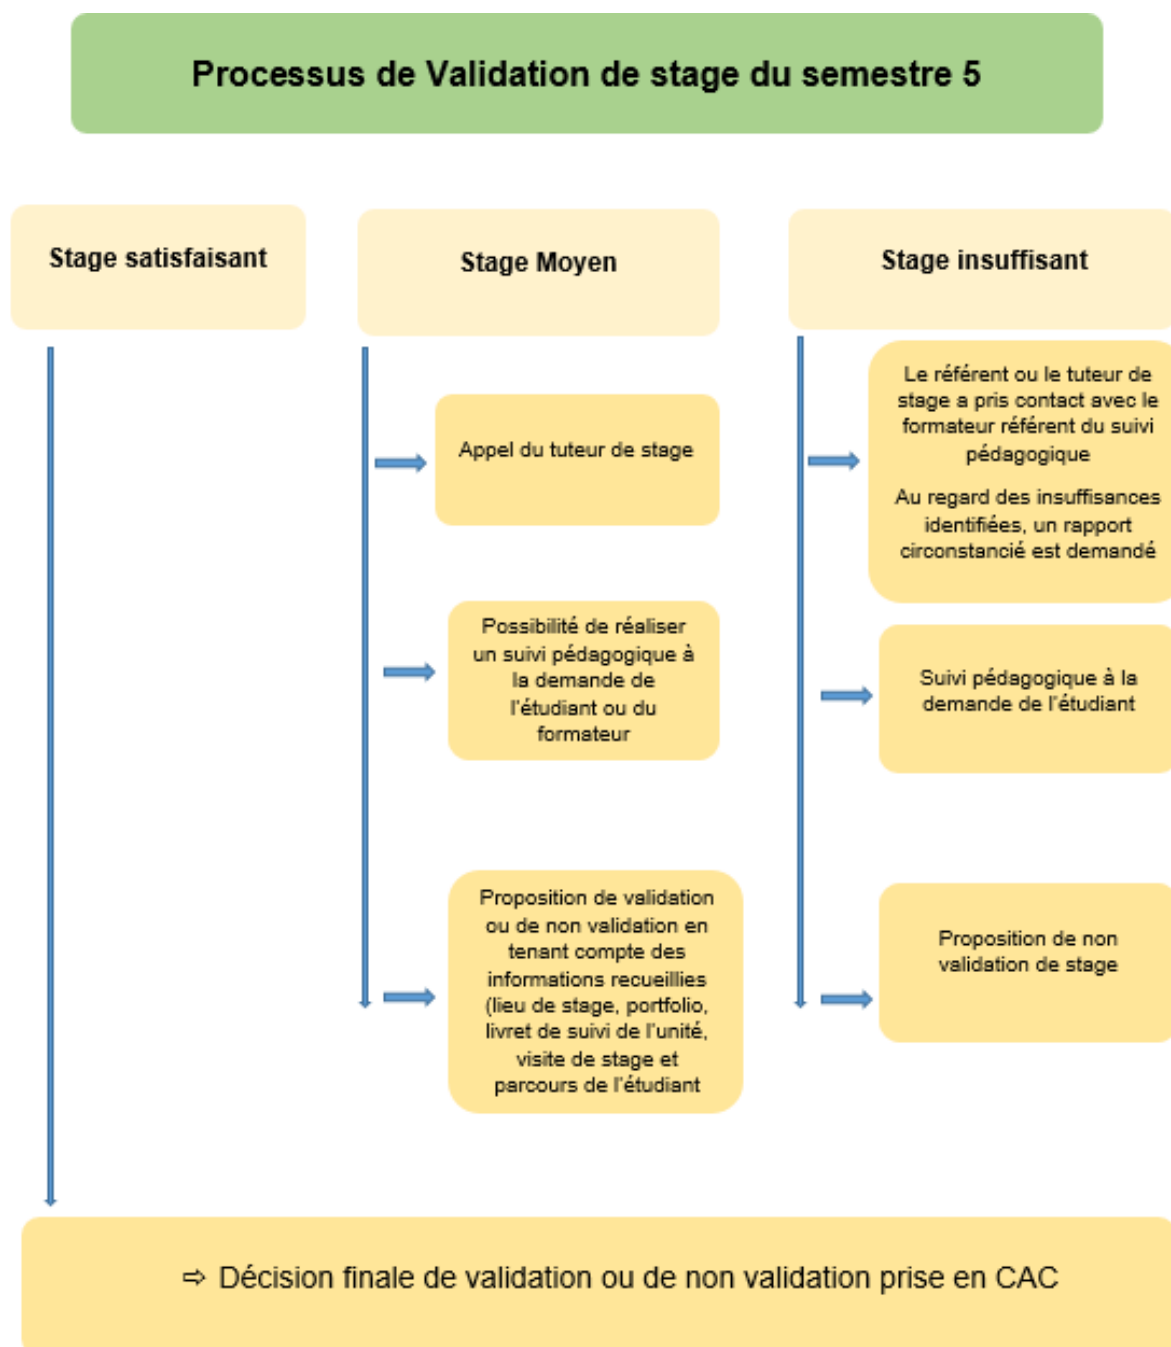 Processus de Validation de stage du semestre 5
Stage satisfaisant
Stage Moyen
Appel du tuteur de stage
Possibilité de réaliser
un suivi pédagogique à
la demande de
l'étudiant ou du
formateur
Proposition de validation
ou de non validation en
tenant compte des
informations recueillies
(lieu de stage, portfolio,
livret de suivi de l'unité,
visite de stage et
parcours de l'étudiant
Stage insuffisant
Le référent ou le tuteur de
stage a pris contact avec le
formateur référent du suivi
pédagogique
Au regard des insuffisances
identifiées, un rapport
circonstancié est demandé
Suivi pédagogique à la
demande de l'étudiant
Proposition de non
validation de stage
⇨ Décision finale de validation ou de non validation prise en CAC